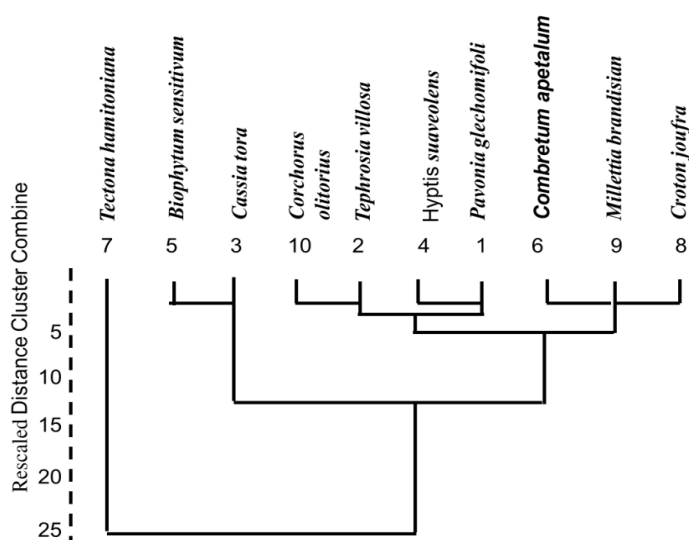 Tectona hamitoniana
Biophytum sensitivum
Cassia tora
Corchorus
olitorius
Tephrosia villosa
Hyptis suaveolens
Pavonia glechomifoli
Combretum apetalum
Millettia brandisian
Croton joufra
7 5 3 10 2 4 1 6 9 8
Rescaled Distance Cluster Combine
5
10
15
20
25